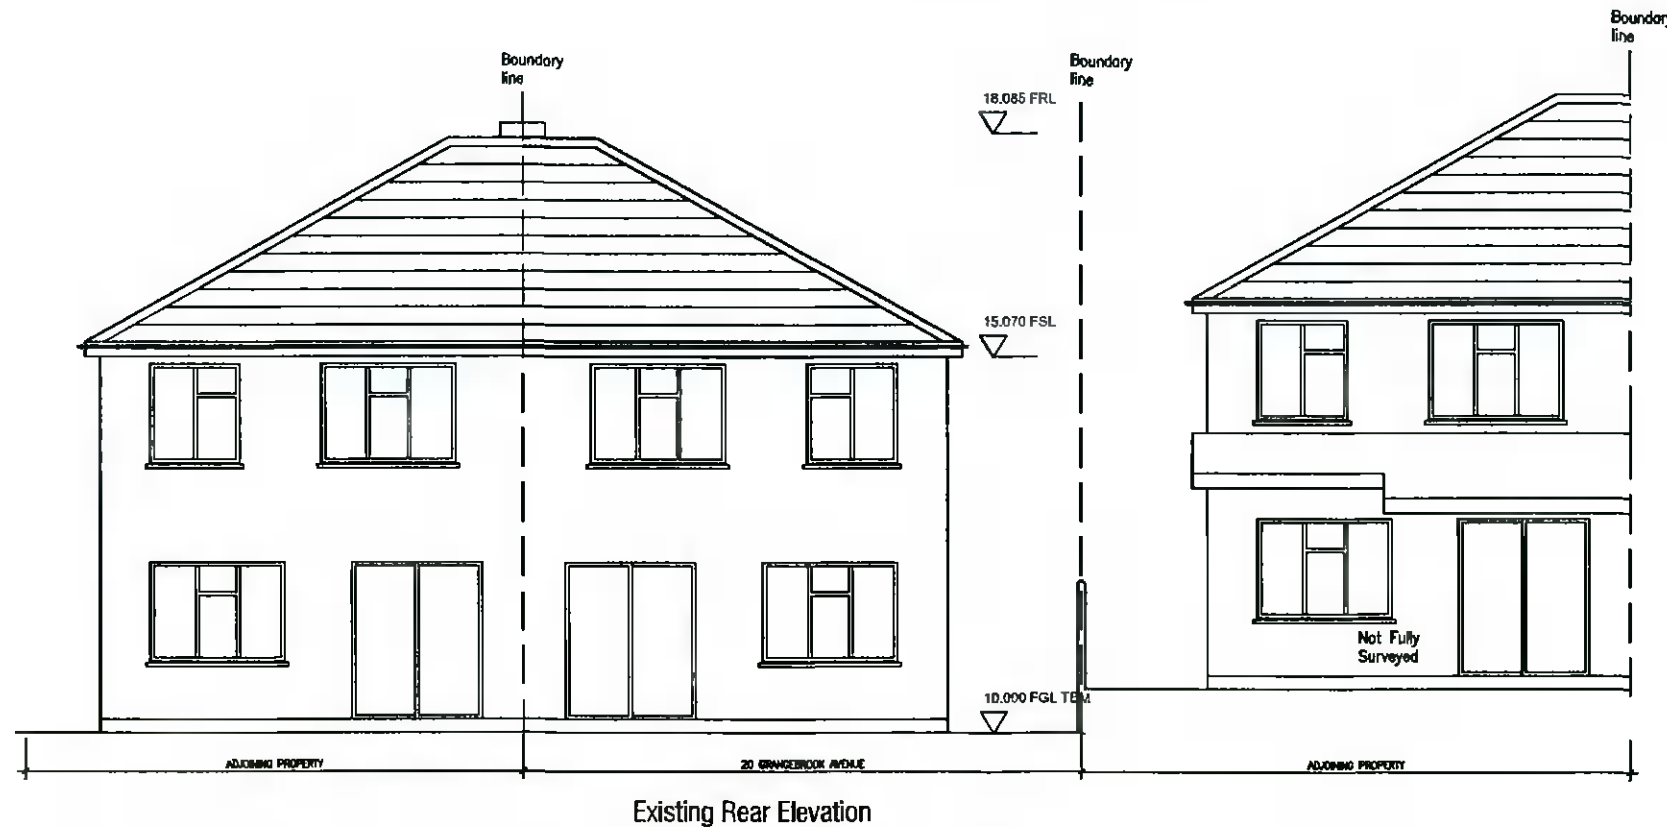 Boundary
line
Boundary
line
Boundary
line
18.085 FRL
15.070 FSL
Not Fully
Surveyed
10.000 FGL TBM
ADJOINING PROPERTY
20 GRANGEBROOK AVENUE
ADJOINING PROPERTY
Existing Rear Elevation